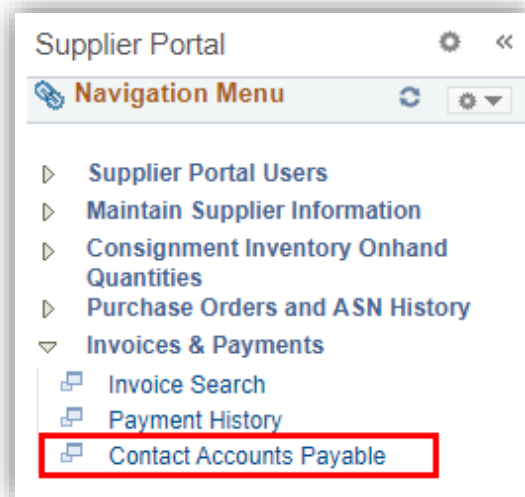 Supplier Portal
Navigation Menu
Supplier Portal Users
Maintain Supplier Information
Consignment Inventory Onhand
Quantities
Purchase Orders and ASN History
Invoices & Payments
Invoice Search
Payment History
Contact Accounts Payable